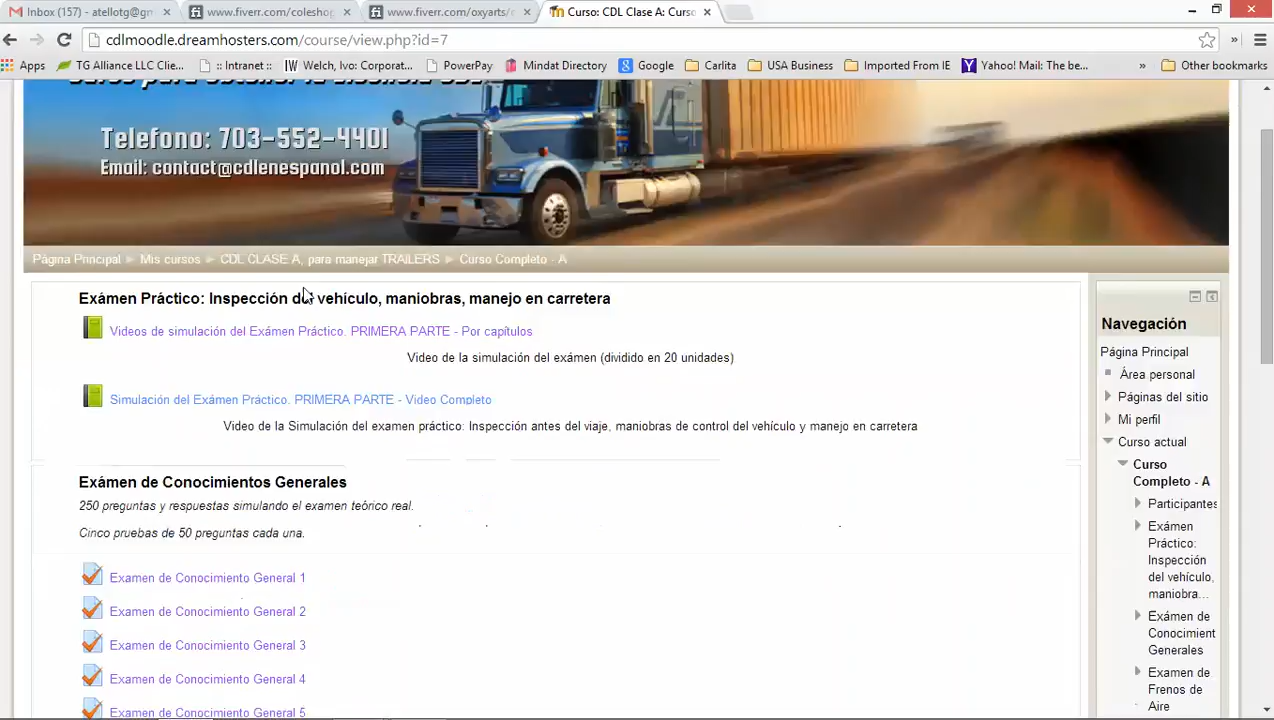 Inbox (157) - atellotg@gr
www.fiverr.com/coleshop
www.fiverr.com/oxyarts/
Curso: CDL Clase A: Curso
cdlmoodle.dreamhosters.com/course/view.php?id=7
Apps
TG Alliance LLC Clie...
:: Intranet ::
Welch, Ivo: Corporat...
PowerPay
Mindat Directory
Google
Carlita
USA Business
Imported From IE
Yahoo! Mail: The be...
»
Other bookmarks
Telefono: 703-552-4401
Email: contact@cdlenespanol.com
Página Principal ► Mis cursos ► CDL CLASE A, para manejar TRAILERS ► Curso Completo - A
Exámen Práctico: Inspección del vehículo, maniobras, manejo en carretera
Videos de simulación del Exámen Práctico. PRIMERA PARTE - Por capítulos
Video de la simulación del exámen (dividido en 20 unidades)
Simulación del Exámen Práctico. PRIMERA PARTE - Video Completo
Video de la Simulación del examen práctico: Inspección antes del viaje, maniobras de control del vehículo y manejo en carretera
Exámen de Conocimientos Generales
250 preguntas y respuestas simulando el examen teórico real.
Cinco pruebas de 50 preguntas cada una.
Examen de Conocimiento General 1
Examen de Conocimiento General 2
Examen de Conocimiento General 3
Examen de Conocimiento General 4
Examen de Conocimiento General 5
Navegación
Página Principal
Área personal
Páginas del sitio
Mi perfil
Curso actual
Curso
Completo - A
Participantes
Exámen
Práctico:
Inspección
del vehículo,
maniobra...
Exámen de
Conocimient
Generales
Examen de
Frenos de
Aire